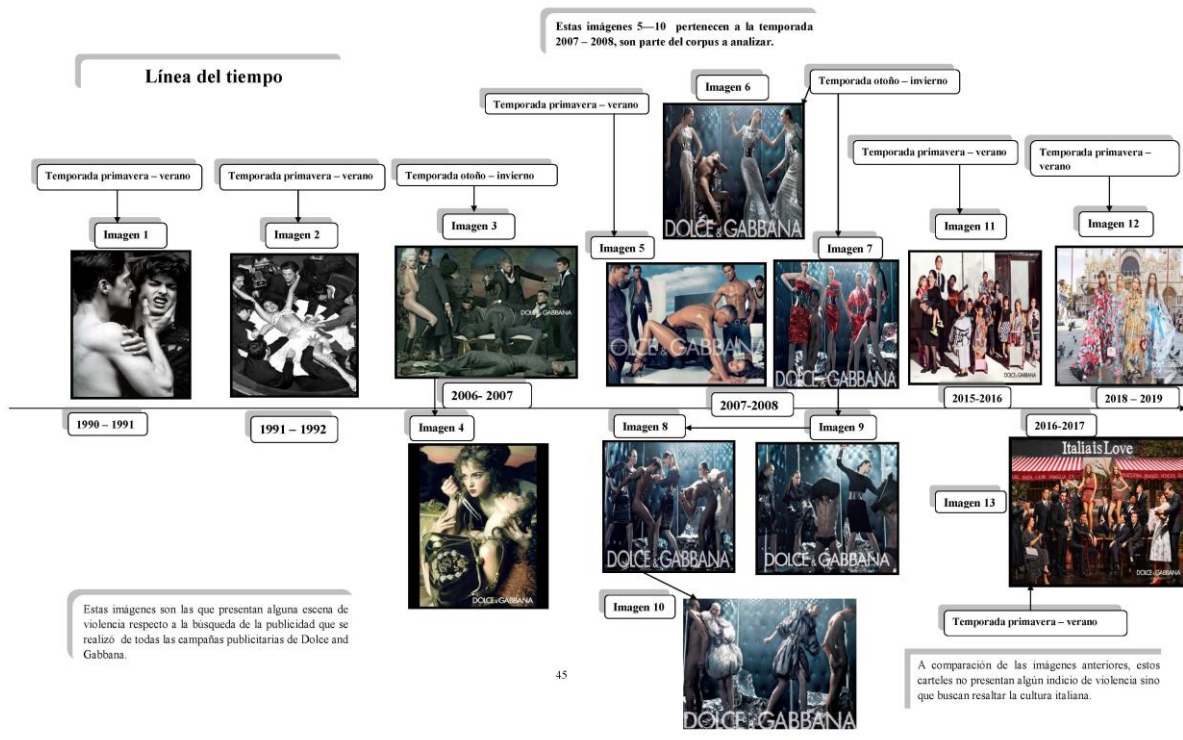 Estas imágenes 5—10 pertenecen a la temporada
2007 – 2008, son parte del corpus a analizar.
Línea del tiempo
Imagen 6
Temporada otoño – invierno
Temporada primavera – verano
Temporada primavera – verano
Temporada primavera –
verano
Temporada primavera – verano
Temporada primavera – verano
Temporada otoño – invierno
Imagen 1
Imagen 2
Imagen 3
Imagen 5
DOLCE & GABBANA
Imagen 7
Imagen 11
Imagen 12
DOLCE & GABBANA
DOLCE & GABBANA
DOLCE & GABBANA
DOLCE & GABBANA
DOLCE & GABBANA
2006- 2007
2007-2008
2015-2016
2018 – 2019
1990 – 1991
1991 – 1992
Imagen 4
Imagen 8
Imagen 9
2016-2017
Italia is Love
Imagen 13
DOLCE & GABBANA
DOLCE & GABBANA
DOLCE & GABBANA
DOLCE & GABBANA
Imagen 10
Temporada primavera – verano
Estas imágenes son las que presentan alguna escena de
violencia respecto a la búsqueda de la publicidad que se
realizó de todas las campañas publicitarias de Dolce and
Gabbana.
45
DOLCE & GABBANA
A comparación de las imágenes anteriores, estos
carteles no presentan algún indicio de violencia sino
que buscan resaltar la cultura italiana.